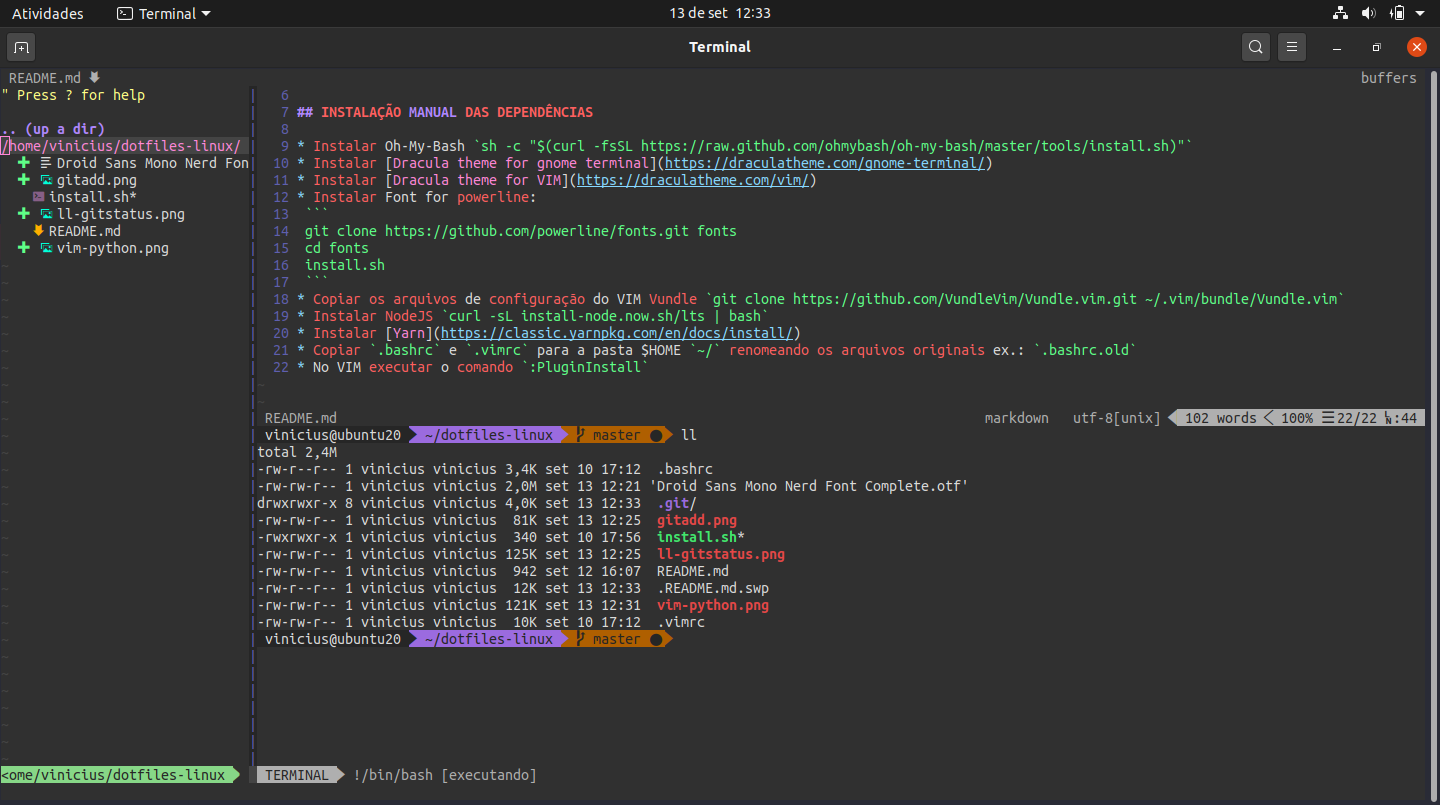 Atividades Terminal 13 de set 12:33
Terminal
README.md buffers
" Press ? for help
.. (up a dir)
/home/vinicius/dotfiles-linux/
Droid Sans Mono Nerd Fon
gitadd.png
install.sh*
ll-gitstatus.png
README.md
vim-python.png
<ome/vinicius/dotfiles-linux
6
7 ## INSTALAÇÃO MANUAL DAS DEPENDÊNCIAS
8
9 * Instalar Oh-My-Bash `sh -c "$(curl -fsSL https://raw.github.com/ohmybash/oh-my-bash/master/tools/install.sh)"`
10 * Instalar [Dracula theme for gnome terminal](https://draculatheme.com/gnome-terminal/)
11 * Instalar [Dracula theme for VIM](https://draculatheme.com/vim/)
12 * Instalar Font for powerline:
13 ```
14 git clone https://github.com/powerline/fonts.git fonts
15 cd fonts
16 install.sh
17 ```
18 * Copiar os arquivos de configuração do VIM Vundle `git clone https://github.com/VundleVim/Vundle.vim.git ~/.vim/bundle/Vundle.vim`
19 * Instalar NodeJS `curl -sL install-node.now.sh/lts | bash`
20 * Instalar [Yarn](https://classic.yarnpkg.com/en/docs/install/)
21 * Copiar `.bashrc` e `.vimrc` para a pasta $HOME `~/` renomeando os arquivos originais ex.: `.bashrc.old`
22 * No VIM executar o comando `:PluginInstall`
README.md markdown utf-8[unix] 102 words 100% ☰22/22 ␤:44
vinicius@ubuntu20 ~/dotfiles-linux master ● ll
total 2,4M
-rw-r--r-- 1 vinicius vinicius 3,4K set 10 17:12 .bashrc
-rw-rw-r-- 1 vinicius vinicius 2,0M set 13 12:21 'Droid Sans Mono Nerd Font Complete.otf'
drwxrwxr-x 8 vinicius vinicius 4,0K set 13 12:33 .git/
-rw-rw-r-- 1 vinicius vinicius 81K set 13 12:25 gitadd.png
-rwxrwxr-x 1 vinicius vinicius 340 set 10 17:56 install.sh*
-rw-rw-r-- 1 vinicius vinicius 125K set 13 12:25 ll-gitstatus.png
-rw-rw-r-- 1 vinicius vinicius 942 set 12 16:07 README.md
-rw-rw-r-- 1 vinicius vinicius 12K set 13 12:33 .README.md.swp
-rw-rw-r-- 1 vinicius vinicius 121K set 13 12:31 vim-python.png
-rw-rw-r-- 1 vinicius vinicius 10K set 10 17:12 .vimrc
vinicius@ubuntu20 ~/dotfiles-linux master ●
TERMINAL !/bin/bash [executando]